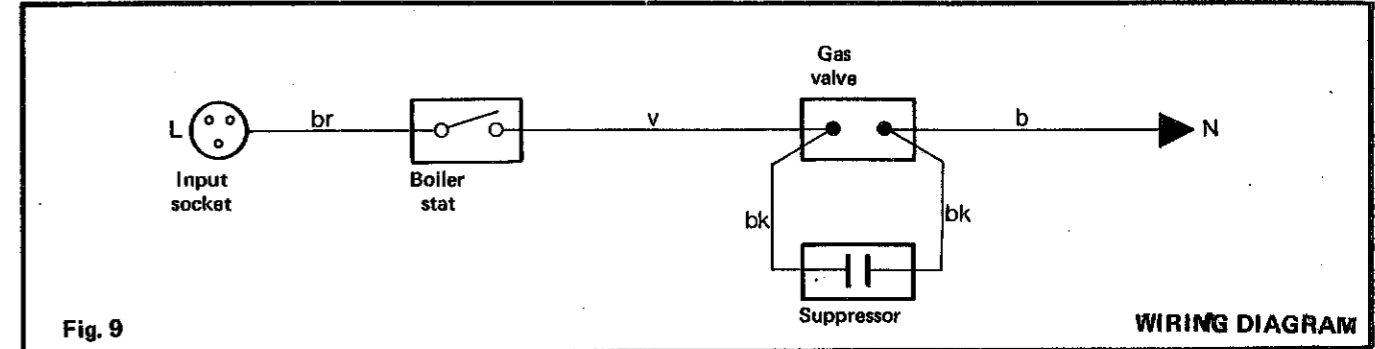 Gas
valve
L
br
v
b
N
Input
socket
Boiler
stat
bk
bk
Suppressor
Fig. 9
WIRING DIAGRAM